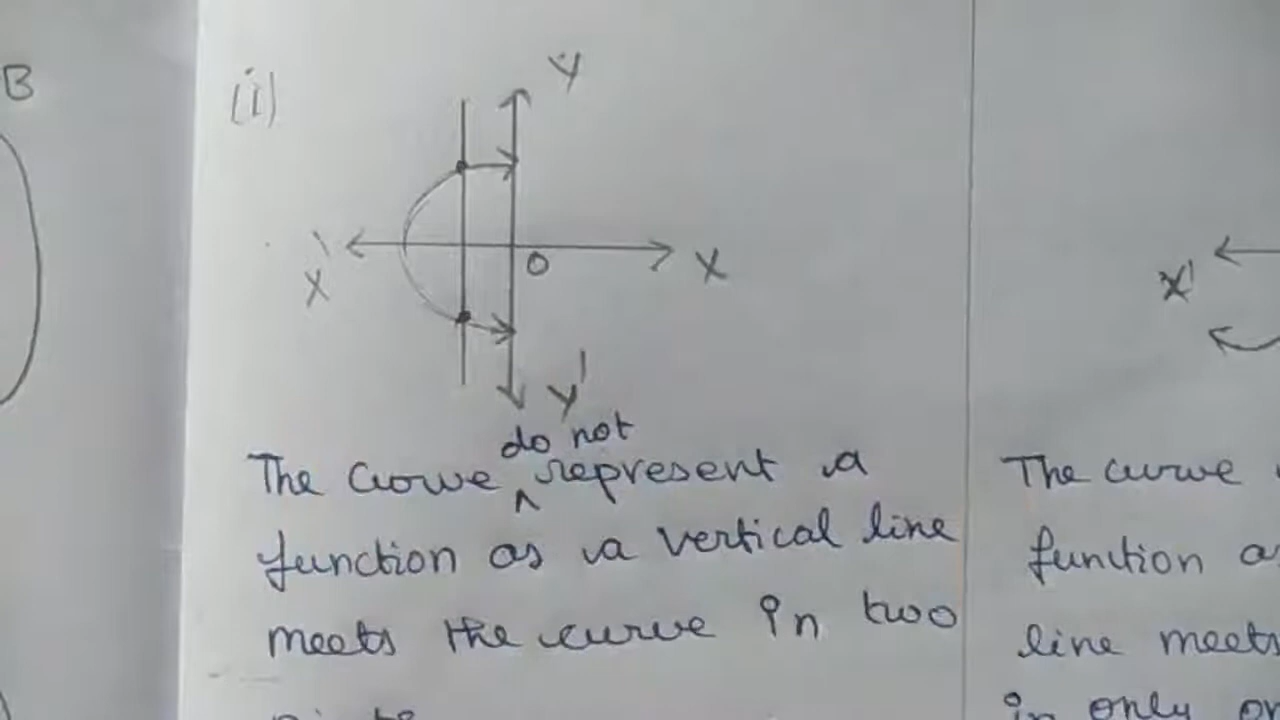 B
(i)
Y
X'
O
X
Y'
do not
The curve ^ represent a
function as a vertical line
meets the curve in two
X'
The curve
function as
line meets
in only